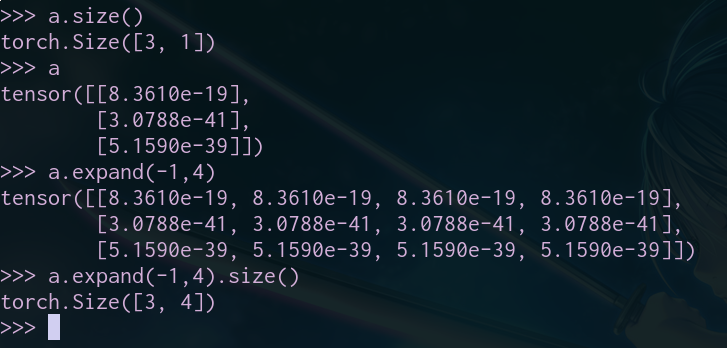 >>> a.size()
torch.Size([3, 1])
>>> a
tensor([[8.3610e-19],
        [3.0788e-41],
        [5.1590e-39]])
>>> a.expand(-1,4)
tensor([[8.3610e-19, 8.3610e-19, 8.3610e-19, 8.3610e-19],
        [3.0788e-41, 3.0788e-41, 3.0788e-41, 3.0788e-41],
        [5.1590e-39, 5.1590e-39, 5.1590e-39, 5.1590e-39]])
>>> a.expand(-1,4).size()
torch.Size([3, 4])
>>>